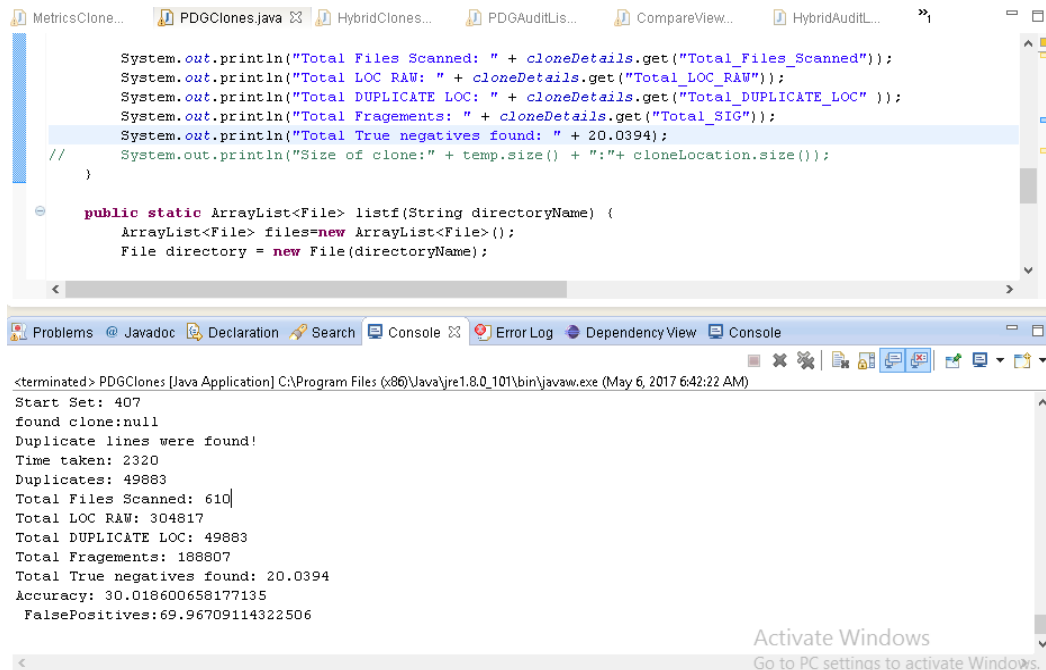 MetricsClone...
PDGClones.java
HybridClones...
PDGAuditLis...
CompareView...
HybridAuditL...
»1
System.out.println("Total Files Scanned: " + cloneDetails.get("Total_Files_Scanned"));
System.out.println("Total LOC RAW: " + cloneDetails.get("Total_LOC_RAW"));
System.out.println("Total DUPLICATE LOC: " + cloneDetails.get("Total_DUPLICATE_LOC" ));
System.out.println("Total Fragements: " + cloneDetails.get("Total_SIG"));
System.out.println("Total True negatives found: " + 20.0394);
// System.out.println("Size of clone:" + temp.size() + ":"+ cloneLocation.size());
}
public static ArrayList<File> listf(String directoryName) {
ArrayList<File> files=new ArrayList<File>();
File directory = new File(directoryName);
Problems @ Javadoc Declaration Search Console Error Log Dependency View Console
<terminated> PDGClones [Java Application] C:\Program Files (x86)\Java\jre1.8.0_101\bin\javaw.exe (May 6, 2017 6:42:22 AM)
Start Set: 407
found clone:null
Duplicate lines were found!
Time taken: 2320
Duplicates: 49883
Total Files Scanned: 610
Total LOC RAW: 304817
Total DUPLICATE LOC: 49883
Total Fragements: 188807
Total True negatives found: 20.0394
Accuracy: 30.018600658177135
FalsePositives:69.96709114322506
Activate Windows
Go to PC settings to activate Windows.